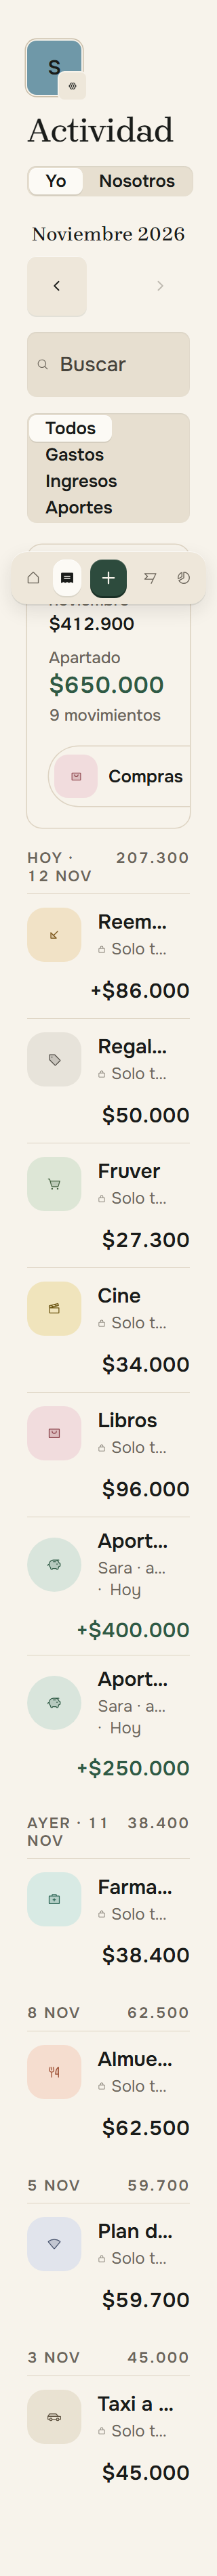 S
Actividad
Yo Nosotros
Noviembre 2026
Buscar
Todos
Gastos
Ingresos
Aportes
$412.900
Apartado
$650.000
9 movimientos
Compras
HOY · 207.300
12 NOV
Reem...
Solo t...
+$86.000
Regal...
Solo t...
$50.000
Fruver
Solo t...
$27.300
Cine
Solo t...
$34.000
Libros
Solo t...
$96.000
Aport...
Sara · a...
· Hoy
+$400.000
Aport...
Sara · a...
· Hoy
+$250.000
AYER · 11 38.400
NOV
Farma...
Solo t...
$38.400
8 NOV 62.500
Almue...
Solo t...
$62.500
5 NOV 59.700
Plan d...
Solo t...
$59.700
3 NOV 45.000
Taxi a ...
Solo t...
$45.000